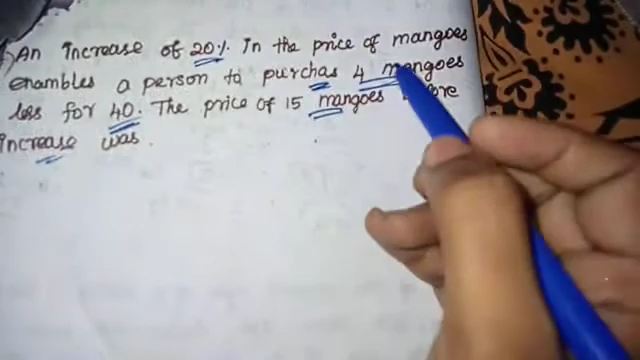 An increase of 20% In the price of mangoes
enambles a person to purchas 4 mangoes
less for 40. The price of 15 mangoes
increase was.